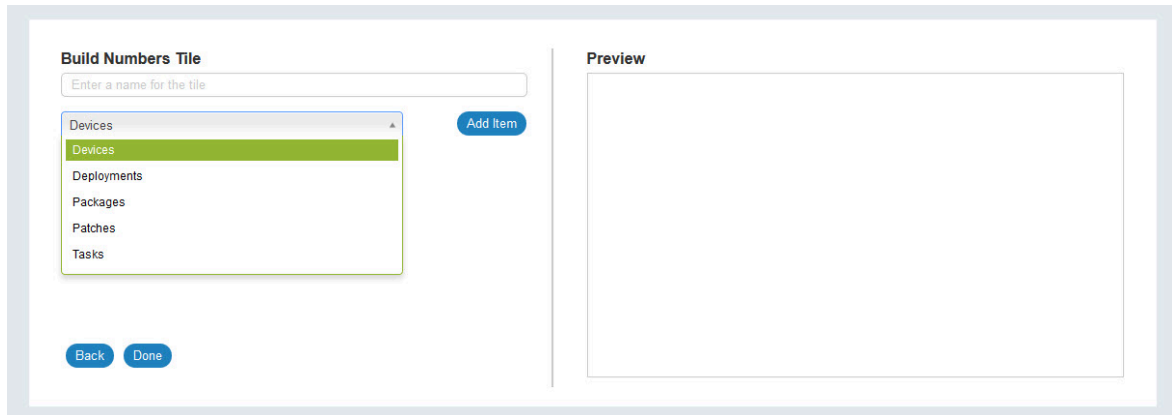 Build Numbers Tile
Enter a name for the tile
Devices
Add Item
Devices
Deployments
Packages
Patches
Tasks
Back
Done
Preview